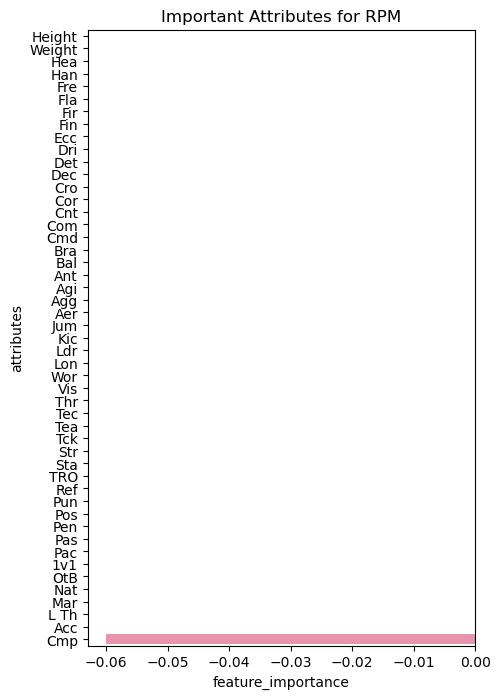 Important Attributes for RPM
Height
Weight
Hea
Han
Fre
Fla
Fir
Fin
Ecc
Dri
Det
Dec
Cro
Cor
Cnt
Com
Cmd
Bra
Bal
Ant
Agi
Agg
Aer
Jum
Kic
Ldr
Lon
Wor
Vis
Thr
Tec
Tea
Tck
Str
Sta
TRO
Ref
Pun
Pos
Pen
Pas
Pac
1v1
OtB
Nat
Mar
L Th
Acc
Cmp
attributes
−0.06 −0.05 −0.04 −0.03 −0.02 −0.01 0.00
feature_importance